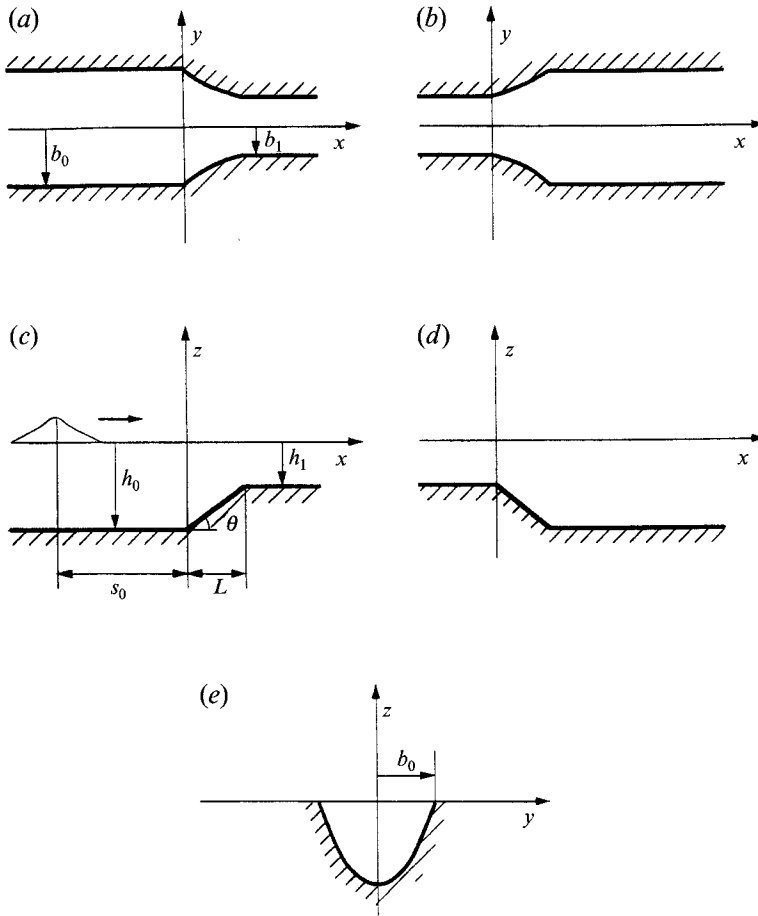 (a)
y
x
b₀
b₁
(b)
y
x
(c)
z
x
h₀
h₁
θ
s₀
L
(d)
z
x
(e)
z
b₀
y